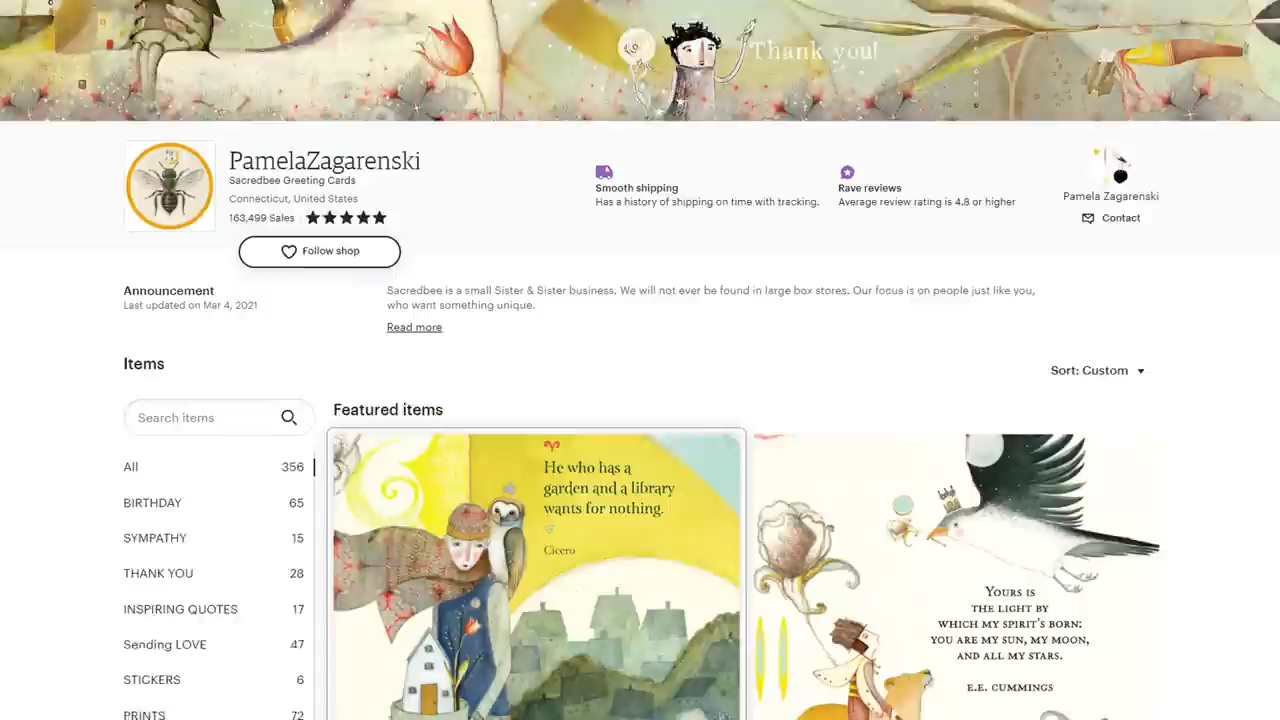 Thank you!
PamelaZagarenski
Sacredbee Greeting Cards
Connecticut, United States
163,499 Sales
Follow shop
Smooth shipping
Has a history of shipping on time with tracking.
Rave reviews
Average review rating is 4.8 or higher
Pamela Zagarenski
Contact
Announcement
Last updated on Mar 4, 2021
Sacredbee is a small Sister & Sister business. We will not ever be found in large box stores. Our focus is on people just like you,
who want something unique.
Read more
Items
Sort: Custom
Search items
All 356
BIRTHDAY 65
SYMPATHY 15
THANK YOU 28
INSPIRING QUOTES 17
Sending LOVE 47
STICKERS 6
PRINTS 72
Featured items
He who has a
garden and a library
wants for nothing.
Cicero
YOURS IS
THE LIGHT BY
WHICH MY SPIRIT'S BORN:
YOU ARE MY SUN, MY MOON,
AND ALL MY STARS.
E.E. CUMMINGS